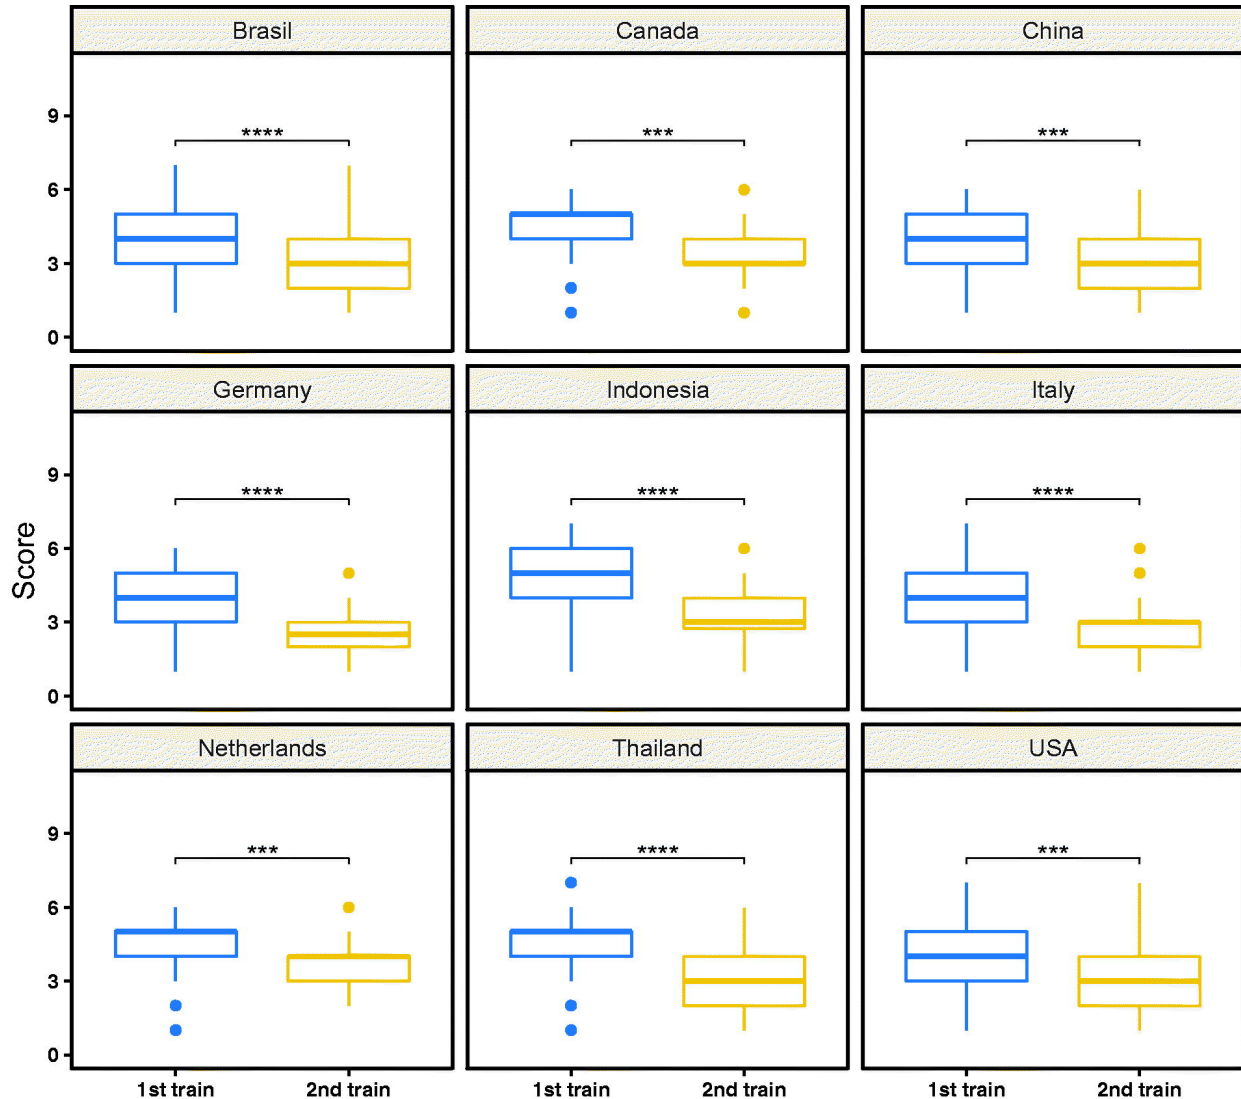 Brasil Canada China
9
6
3
0
**** *** ***
Germany Indonesia Italy
Score
9
6
3
0
**** **** ****
Netherlands Thailand USA
9
6
3
0
*** **** ***
1st train 2nd train 1st train 2nd train 1st train 2nd train